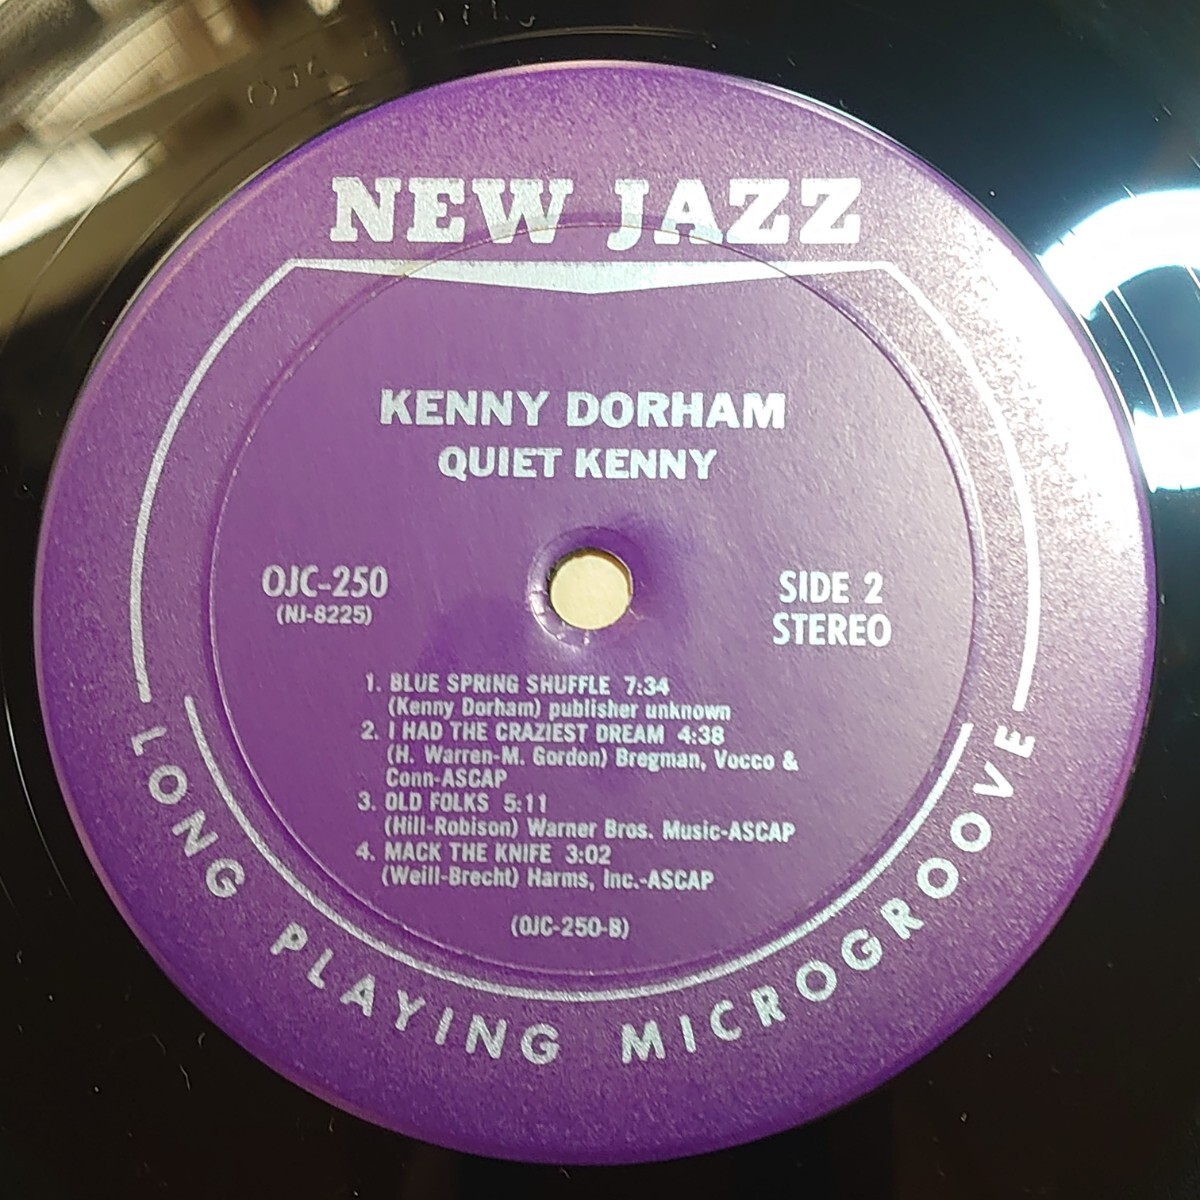 NEW JAZZ
KENNY DORHAM
QUIET KENNY
OJC-250
(NJ-8225)
SIDE 2
STEREO
1. BLUE SPRING SHUFFLE 7:34
(Kenny Dorham) publisher unknown
2. I HAD THE CRAZIEST DREAM 4:38
(H. Warren-M. Gordon) Bregman, Vocco &
Conn-ASCAP
3. OLD FOLKS 5:11
(Hill-Robison) Warner Bros. Music-ASCAP
4. MACK THE KNIFE 3:02
(Weill-Brecht) Harms, Inc.-ASCAP
(OJC-250-B)
LONG PLAYING MICROGROOVE